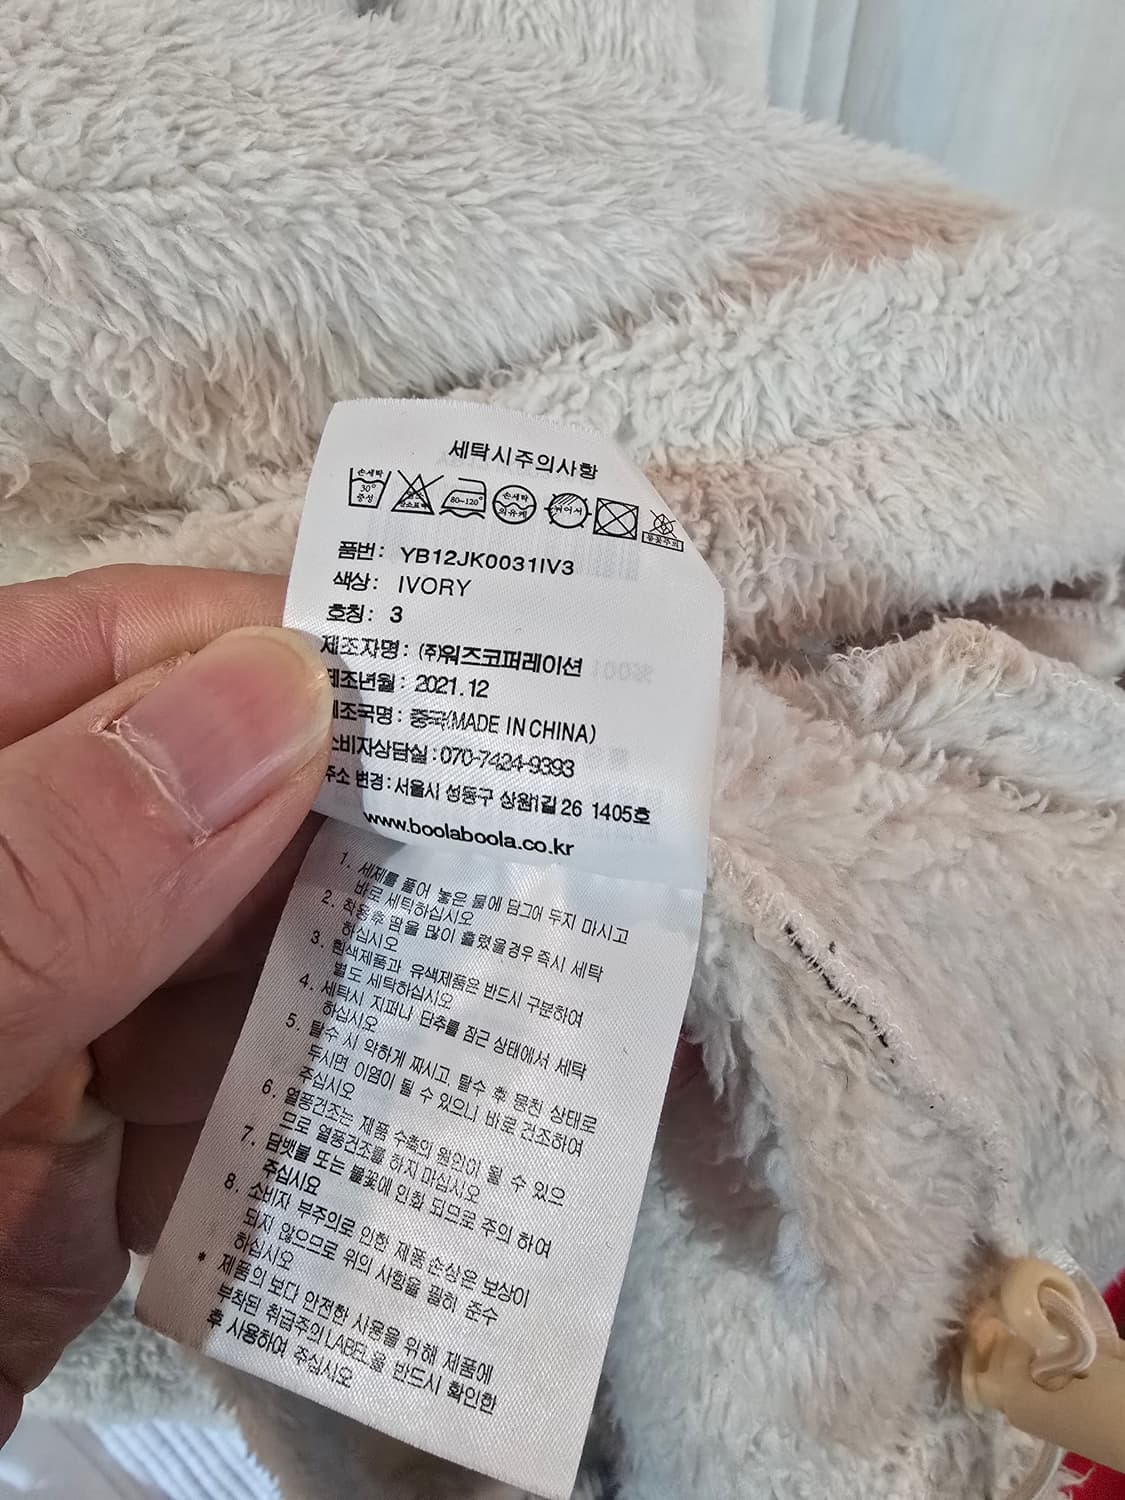 세탁시주의사항
손세탁
30°
중성
80~120°
손세탁
석유계
뉘어서
불꽃주의
품번: YB12JK0031IV3
색상: IVORY
호칭: 3
제조자명: (주)워즈코퍼레이션
제조년월: 2021.12
제조국명: 중국(MADE IN CHINA)
소비자상담실:070-7424-9393
주소 변경:서울시 성동구 상원1길 26 1405호
www.boolaboola.co.kr
1. 세제를 풀어 놓은 물에 담그어 두지 마시고
바로 세탁하십시오
2. 착용후 땀을 많이 흘렸을경우 즉시 세탁
하십시오
3. 흰색제품과 유색제품은 반드시 구분하여
별도 세탁하십시오
4. 세탁시 지퍼나 단추를 잠근 상태에서 세탁
하십시오
5. 탈수 시 약하게 짜시고, 탈수 후 뭉친 상태로
두시면 이염이 될 수 있으니 바로 건조하여
주십시오
6. 열풍건조는 제품 수축의 원인이 될 수 있으
므로 열풍건조를 하지 마십시오
7. 담뱃불 또는 불꽃에 인화 되므로 주의 하여
주십시요
8. 소비자 부주의로 인한 제품 손상은 보상이
되지 않으므로 위의 사항을 필히 준수
하십시오
* 제품의 보다 안전한 사용을 위해 제품에
부착된 취급주의 LABEL을 반드시 확인한
후 사용하여 주십시오